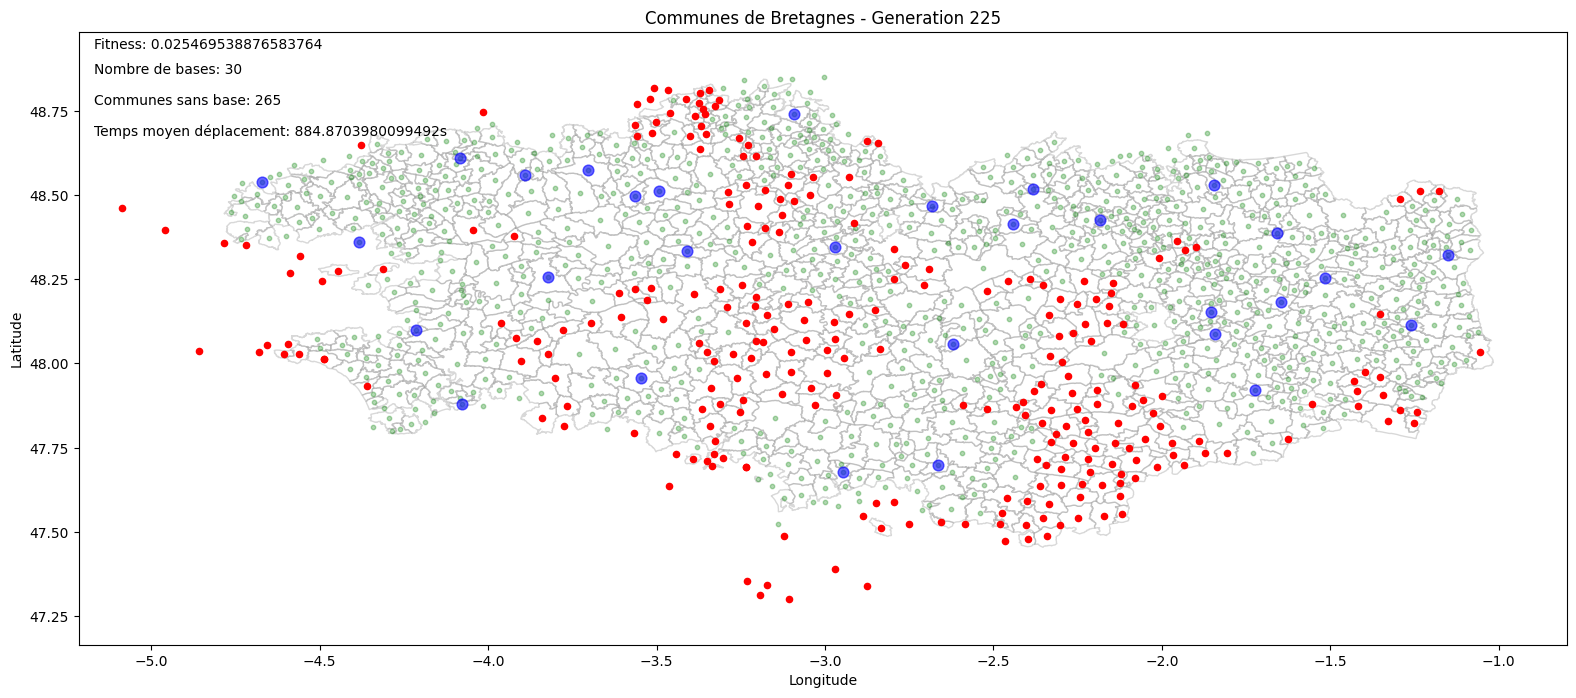 Communes de Bretagnes - Generation 225
Fitness: 0.025469538876583764
Nombre de bases: 30
Communes sans base: 265
Temps moyen déplacement: 884.8703980099492s
48.75
48.50
48.25
48.00
47.75
47.50
47.25
Latitude
−5.0 −4.5 −4.0 −3.5 −3.0 −2.5 −2.0 −1.5 −1.0
Longitude